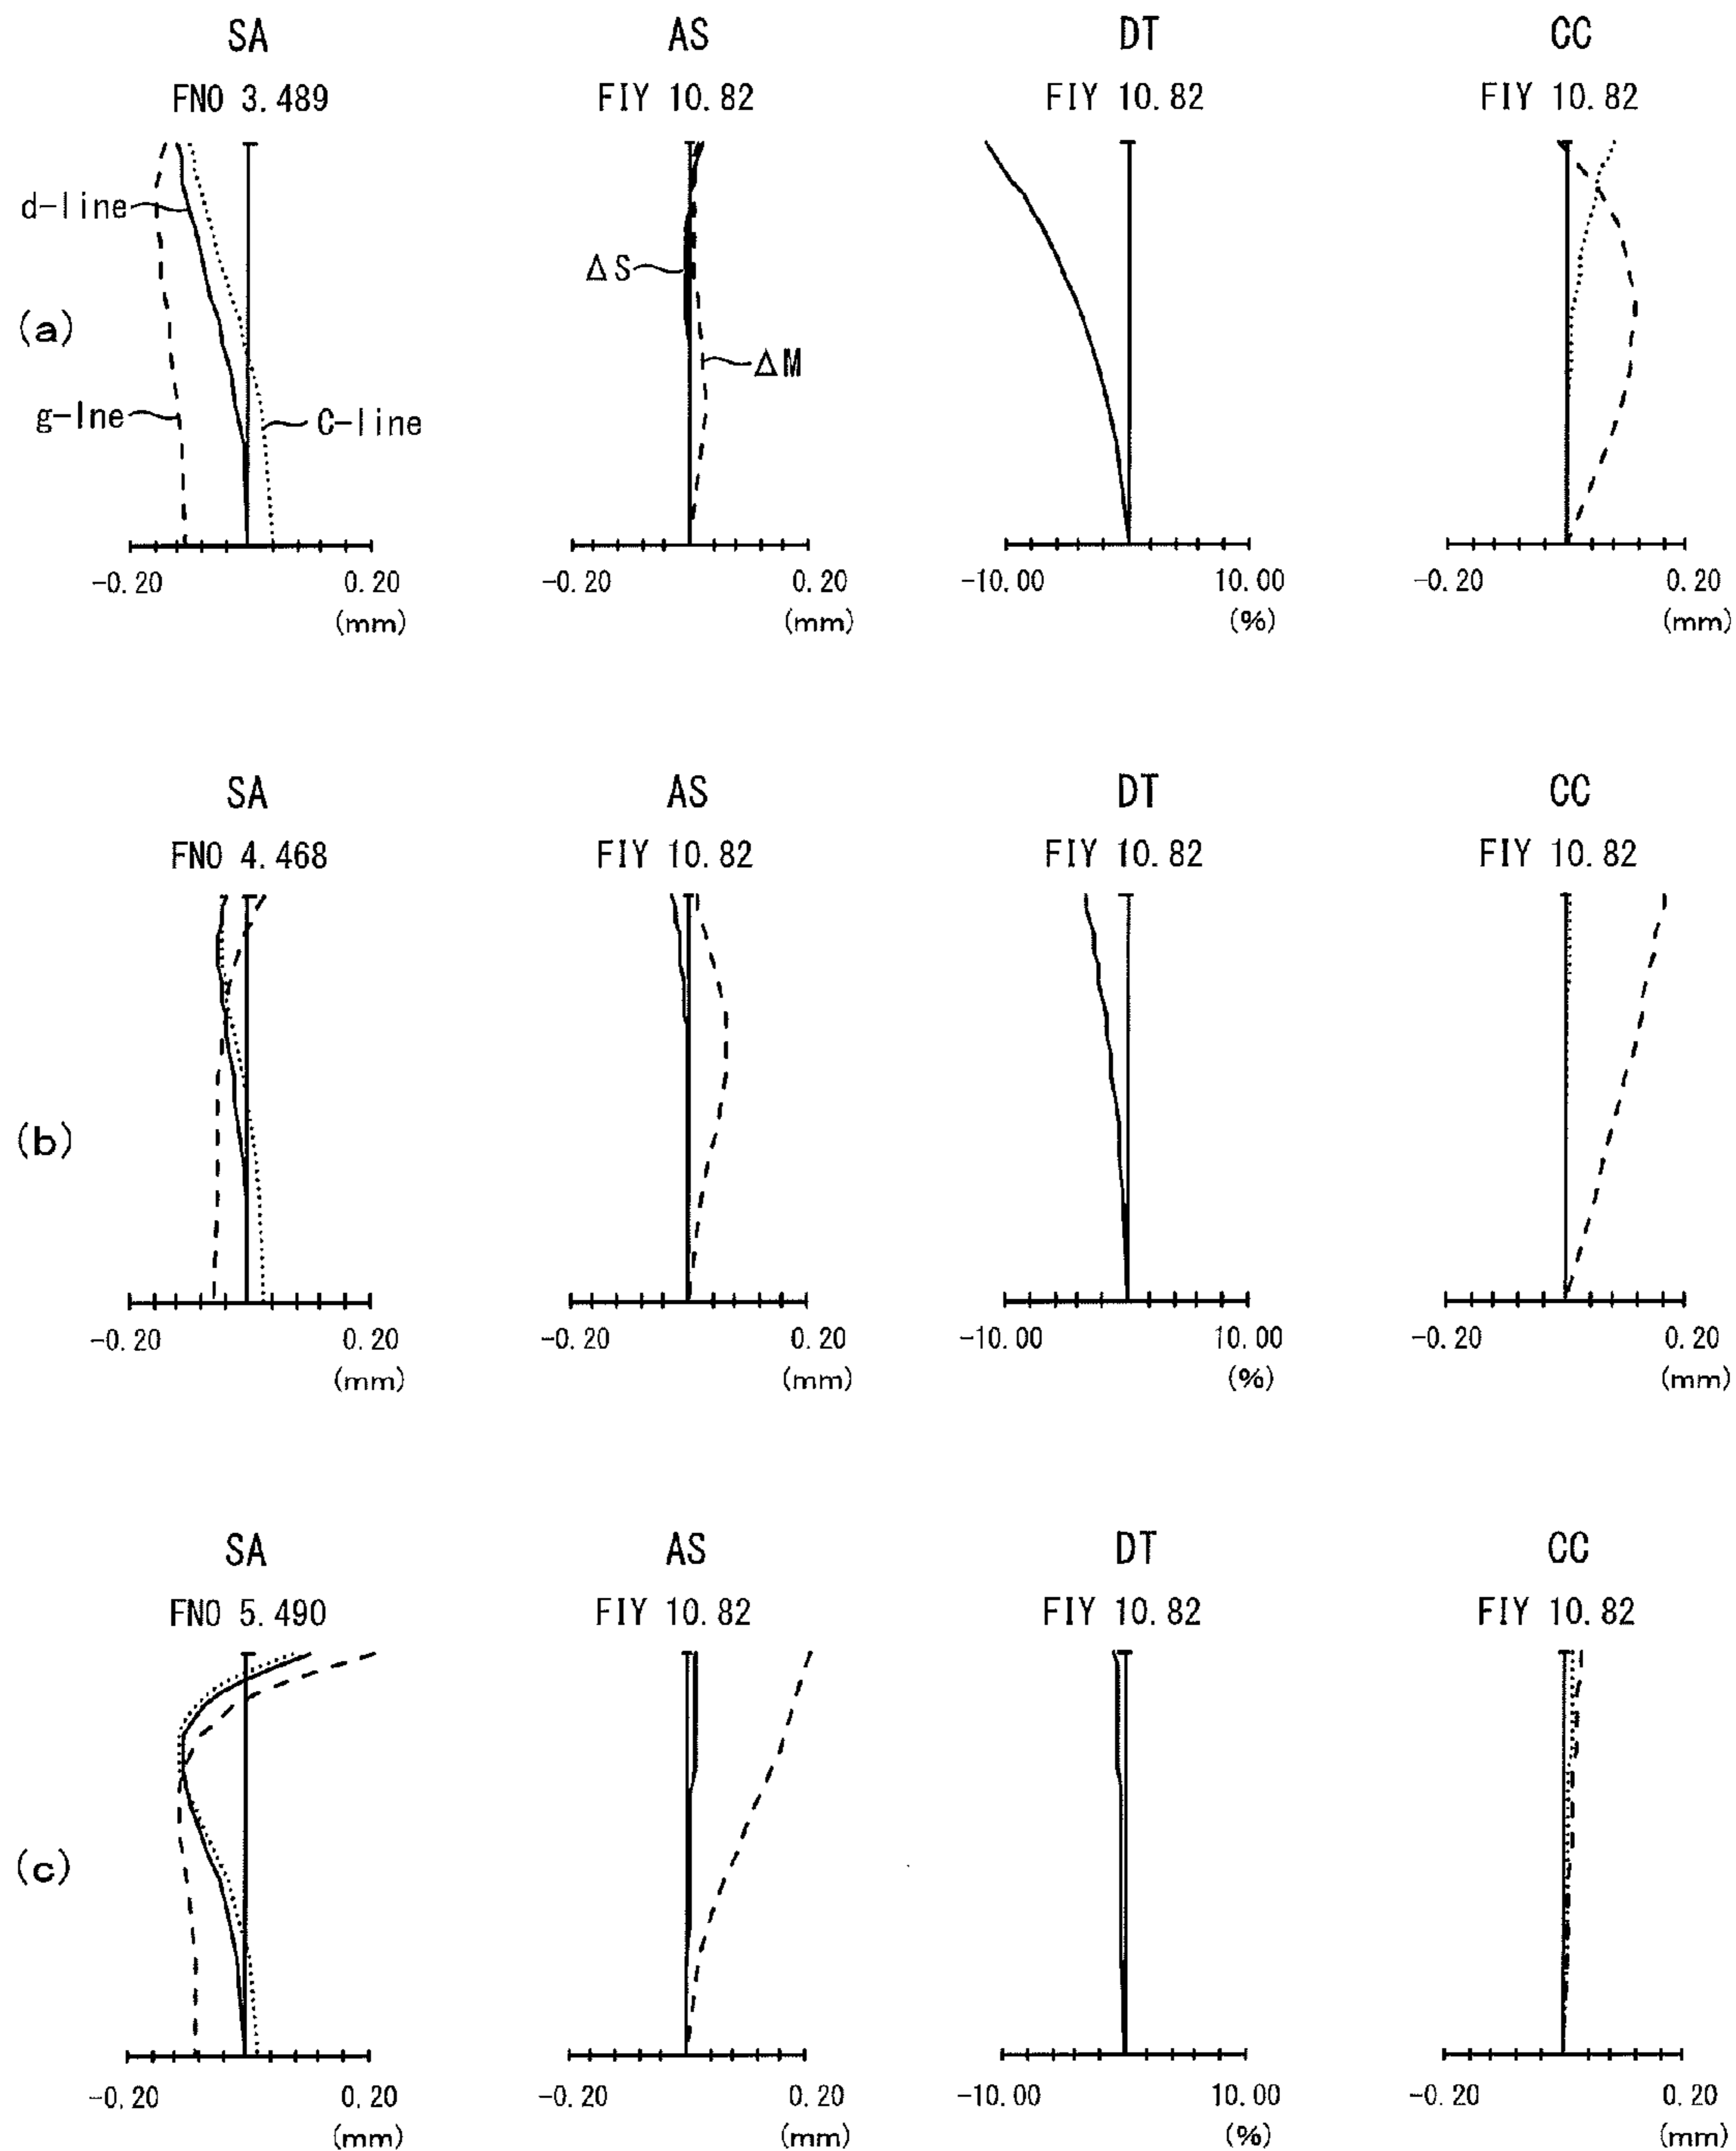 SA AS DT CC
FNO 3.489 FIY 10.82 FIY 10.82 FIY 10.82
d-line
ΔS
(a)
ΔM
g-lne C-line
-0.20 0.20 -0.20 0.20 -10.00 10.00 -0.20 0.20
(mm) (mm) (%) (mm)
SA AS DT CC
FNO 4.468 FIY 10.82 FIY 10.82 FIY 10.82
(b)
-0.20 0.20 -0.20 0.20 -10.00 10.00 -0.20 0.20
(mm) (mm) (%) (mm)
SA AS DT CC
FNO 5.490 FIY 10.82 FIY 10.82 FIY 10.82
(c)
-0.20 0.20 -0.20 0.20 -10.00 10.00 -0.20 0.20
(mm) (mm) (%) (mm)